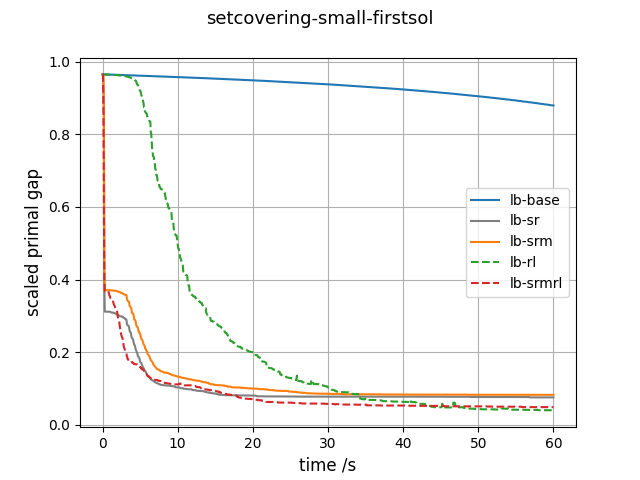 setcovering-small-firstsol
scaled primal gap
1.0
0.8
0.6
0.4
0.2
0.0
lb-base
lb-sr
lb-srm
lb-rl
lb-srmrl
0 10 20 30 40 50 60
time /s